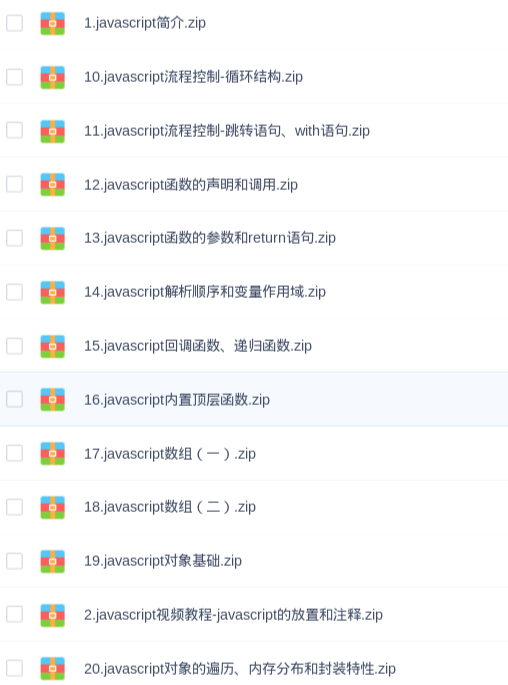 1.javascript简介.zip
10.javascript流程控制-循环结构.zip
11.javascript流程控制-跳转语句、with语句.zip
12.javascript函数的声明和调用.zip
13.javascript函数的参数和return语句.zip
14.javascript解析顺序和变量作用域.zip
15.javascript回调函数、递归函数.zip
16.javascript内置顶层函数.zip
17.javascript数组（一）.zip
18.javascript数组（二）.zip
19.javascript对象基础.zip
2.javascript视频教程-javascript的放置和注释.zip
20.javascript对象的遍历、内存分布和封装特性.zip